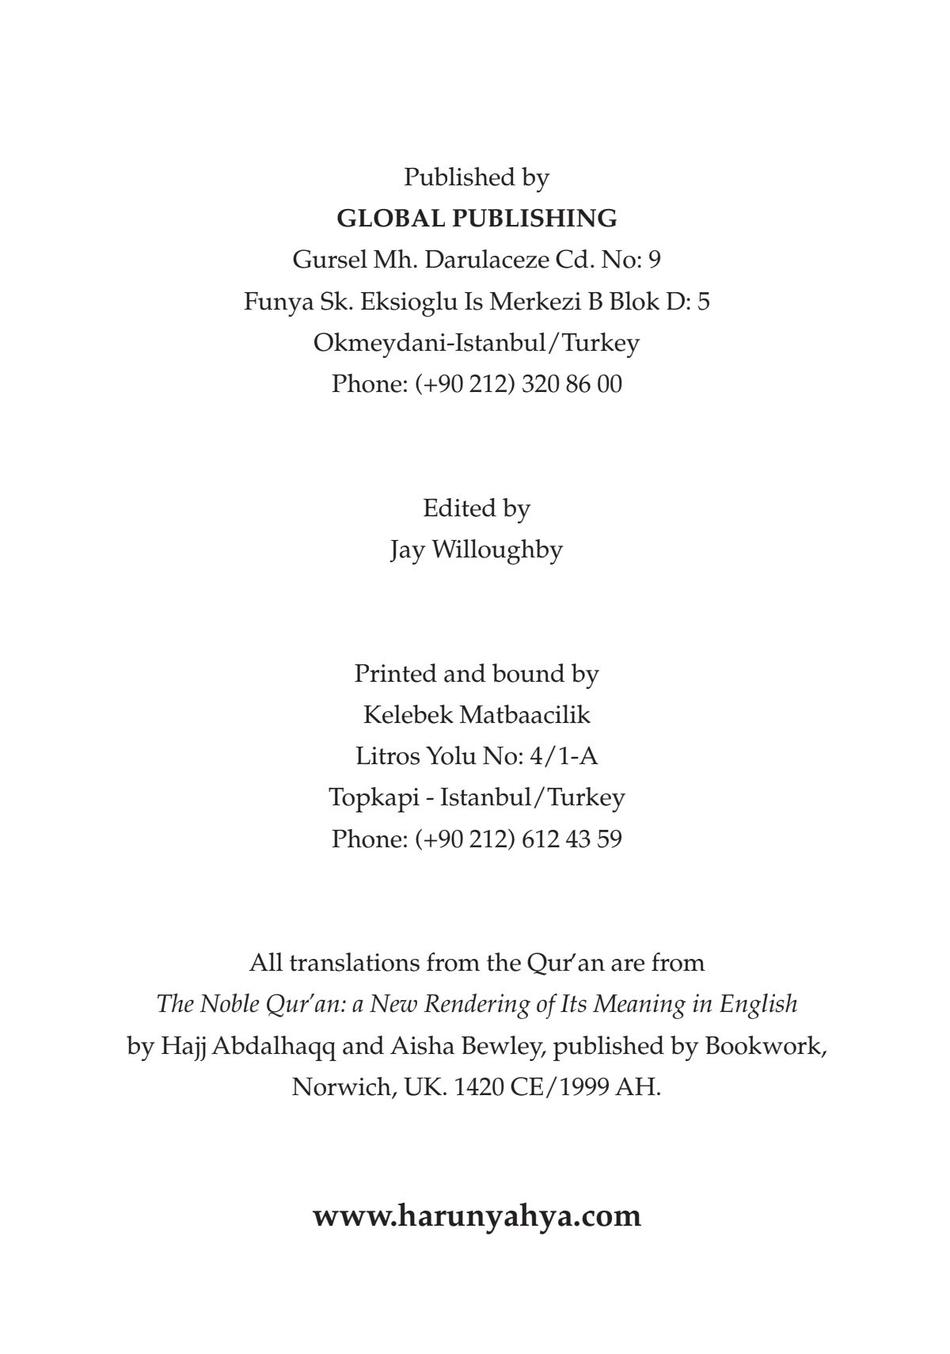 Published by
GLOBAL PUBLISHING
Gursel Mh. Darulaceze Cd. No: 9
Funya Sk. Eksioglu Is Merkezi B Blok D: 5
Okmeydani-Istanbul/Turkey
Phone: (+90 212) 320 86 00
Edited by
Jay Willoughby
Printed and bound by
Kelebek Matbaacilik
Litros Yolu No: 4/1-A
Topkapi - Istanbul/Turkey
Phone: (+90 212) 612 43 59
All translations from the Qur'an are from
The Noble Qur'an: a New Rendering of Its Meaning in English
by Hajj Abdalhaqq and Aisha Bewley, published by Bookwork,
Norwich, UK. 1420 CE/1999 AH.
www.harunyahya.com